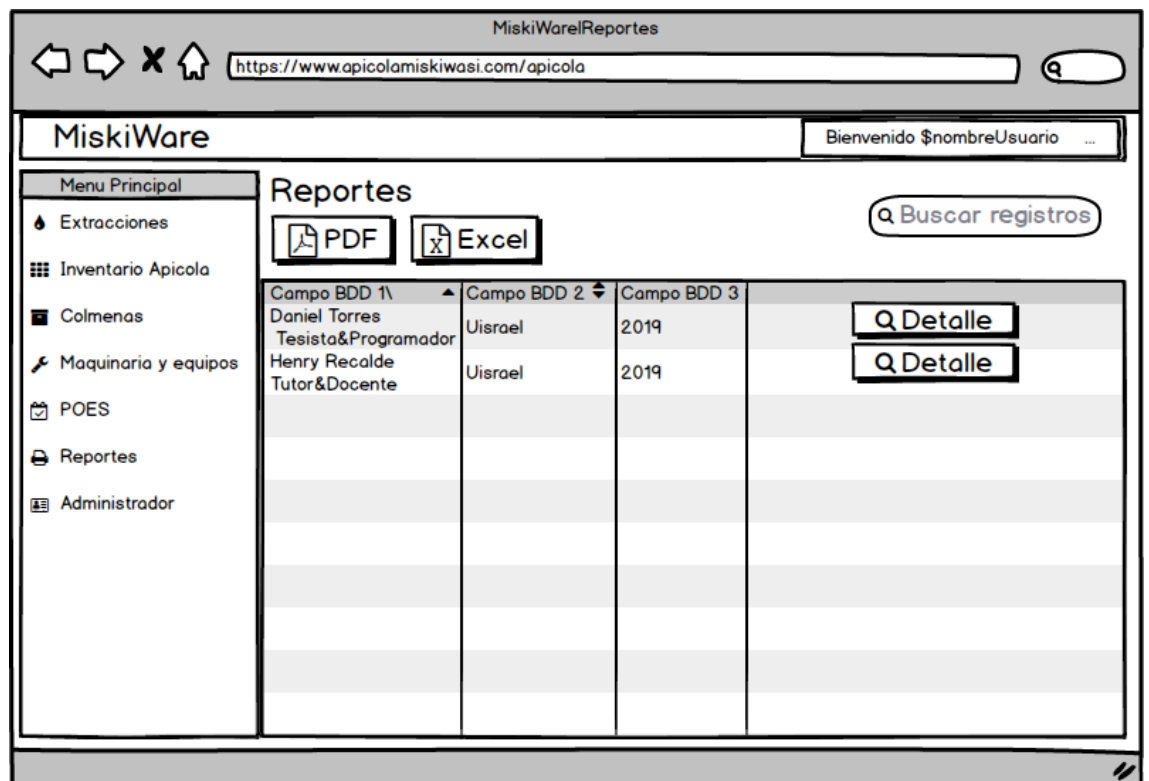 MiskiWare|Reportes
https://www.apicolamiskiwasi.com/apicola
MiskiWare
Bienvenido $nombreUsuario ...
Menu Principal
Extracciones
Inventario Apicola
Colmenas
Maquinaria y equipos
POES
Reportes
Administrador
Reportes
Buscar registros
PDF
Excel
Campo BDD 1\ Campo BDD 2 Campo BDD 3
Daniel Torres
Tesista&Programador
Uisrael
2019
Detalle
Henry Recalde
Tutor&Docente
Uisrael
2019
Detalle